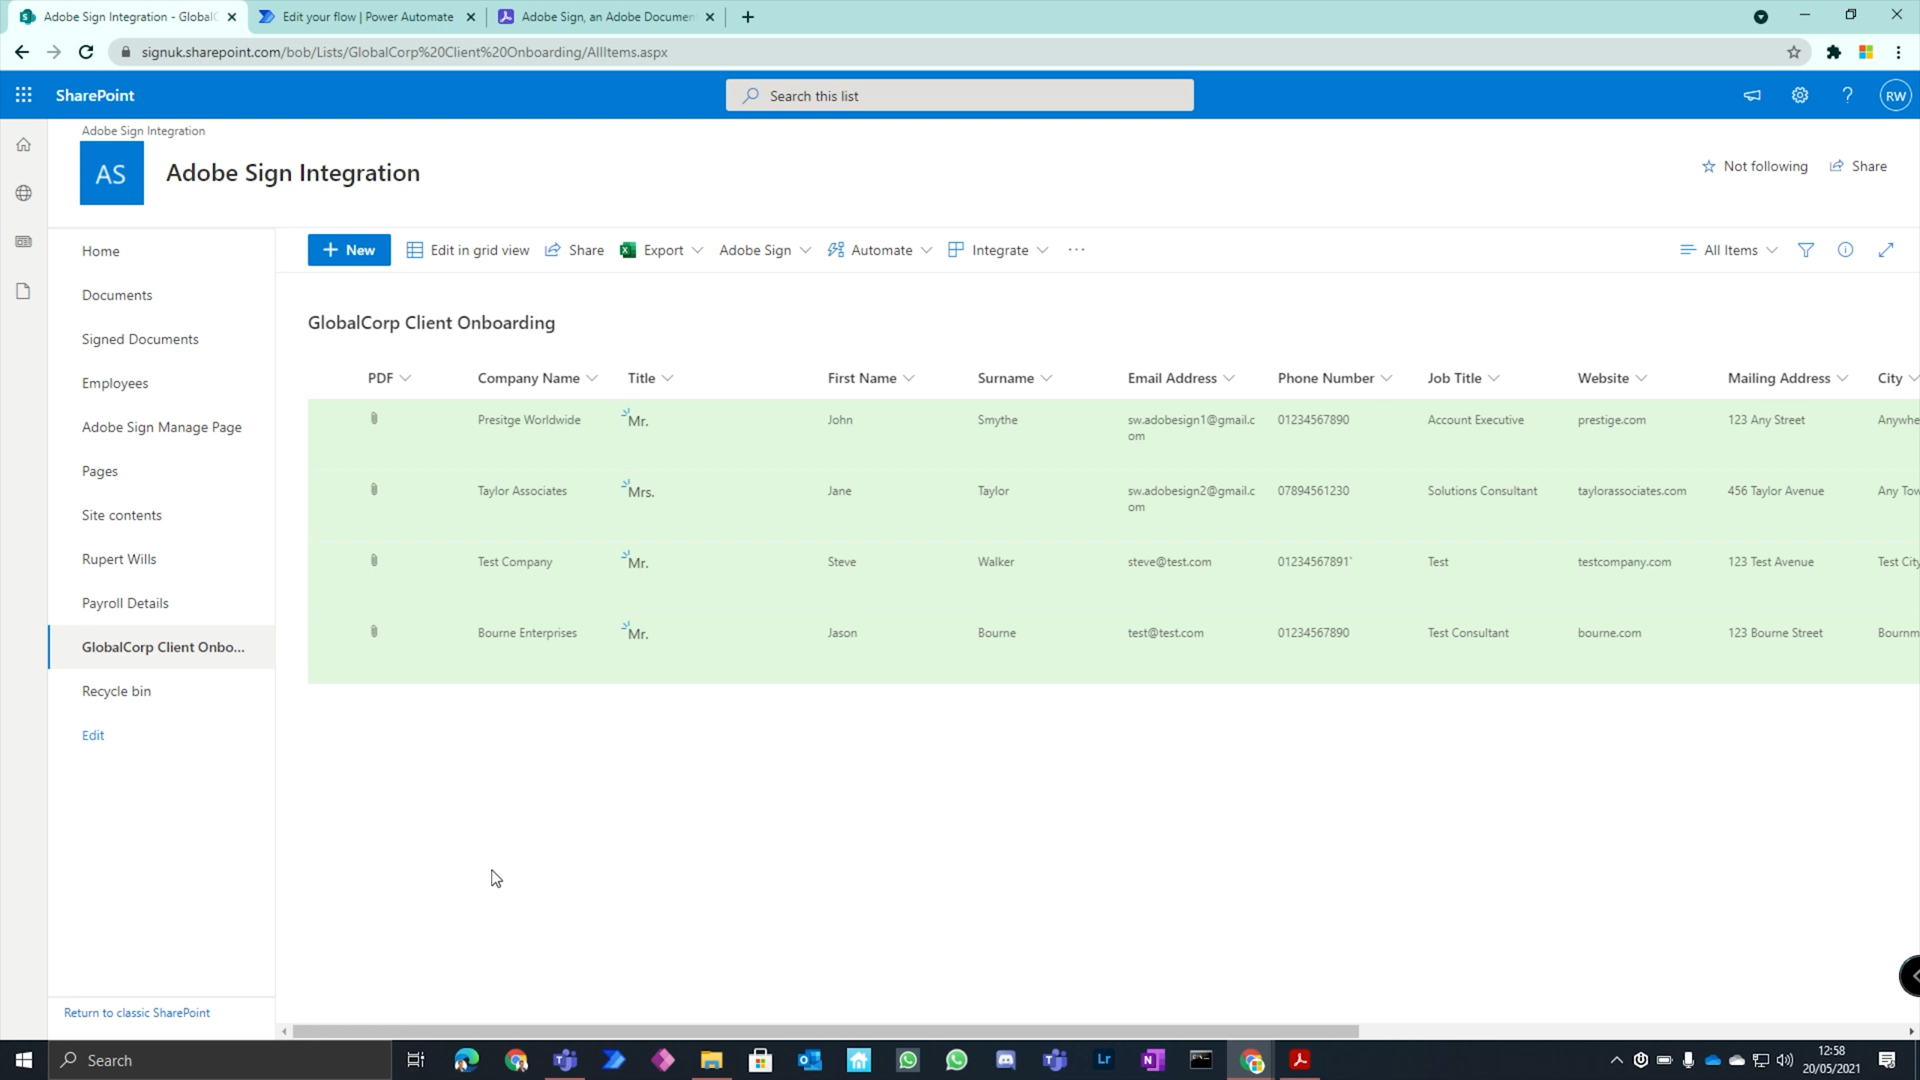 Adobe Sign Integration - GlobalC
Edit your flow | Power Automate
Adobe Sign, an Adobe Documen
signuk.sharepoint.com/bob/Lists/GlobalCorp%20Client%20Onboarding/AllItems.aspx
SharePoint
Search this list
RW
Adobe Sign Integration
AS
Adobe Sign Integration
Not following
Share
Home
Documents
Signed Documents
Employees
Adobe Sign Manage Page
Pages
Site contents
Rupert Wills
Payroll Details
GlobalCorp Client Onbo...
Recycle bin
Edit
Return to classic SharePoint
+ New
Edit in grid view
Share
Export
Adobe Sign
Automate
Integrate
···
All Items
GlobalCorp Client Onboarding
PDF Company Name Title First Name Surname Email Address Phone Number Job Title Website Mailing Address City
Presitge Worldwide Mr. John Smythe sw.adobesign1@gmail.c 01234567890 Account Executive prestige.com 123 Any Street Anywhe
om
Taylor Associates Mrs. Jane Taylor sw.adobesign2@gmail.c 07894561230 Solutions Consultant taylorassociates.com 456 Taylor Avenue Any Tow
om
Test Company Mr. Steve Walker steve@test.com 01234567891` Test testcompany.com 123 Test Avenue Test City
Bourne Enterprises Mr. Jason Bourne test@test.com 01234567890 Test Consultant bourne.com 123 Bourne Street Bournm
Search
Lr
N
12:58
20/05/2021